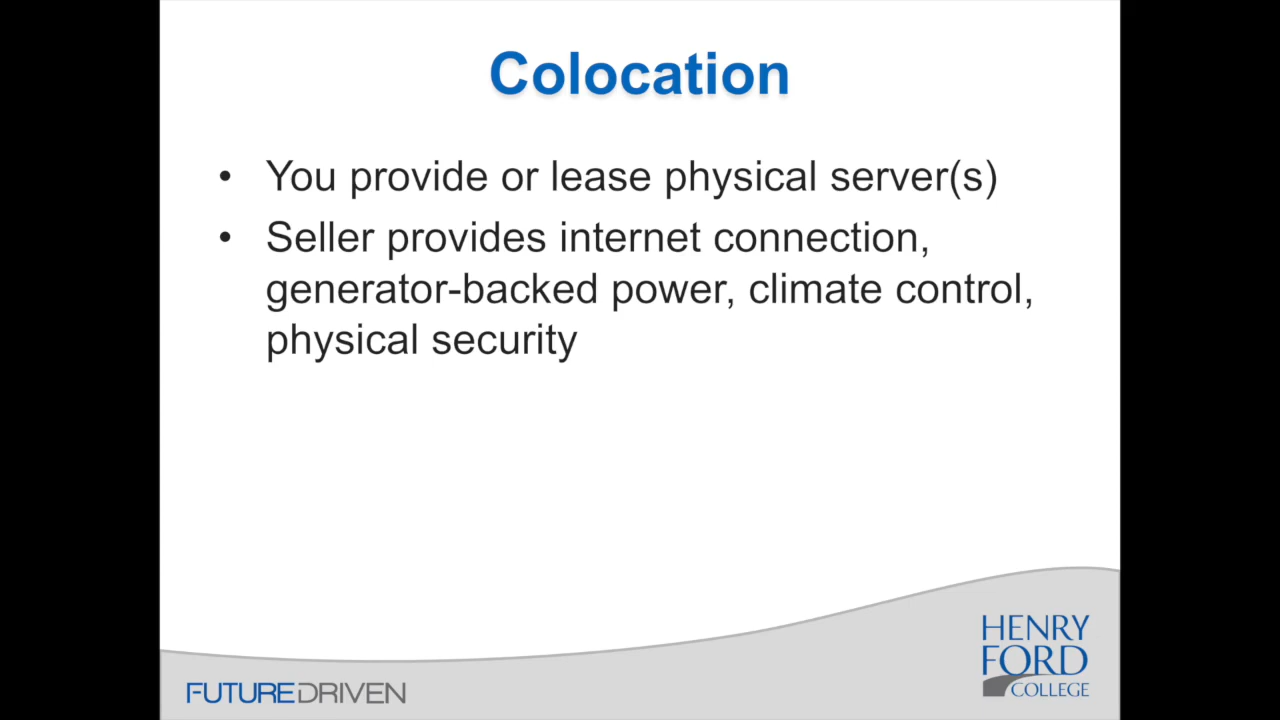 Colocation
• You provide or lease physical server(s)
• Seller provides internet connection,
generator-backed power, climate control,
physical security
FUTUREDRIVEN
HENRY
FORD
COLLEGE